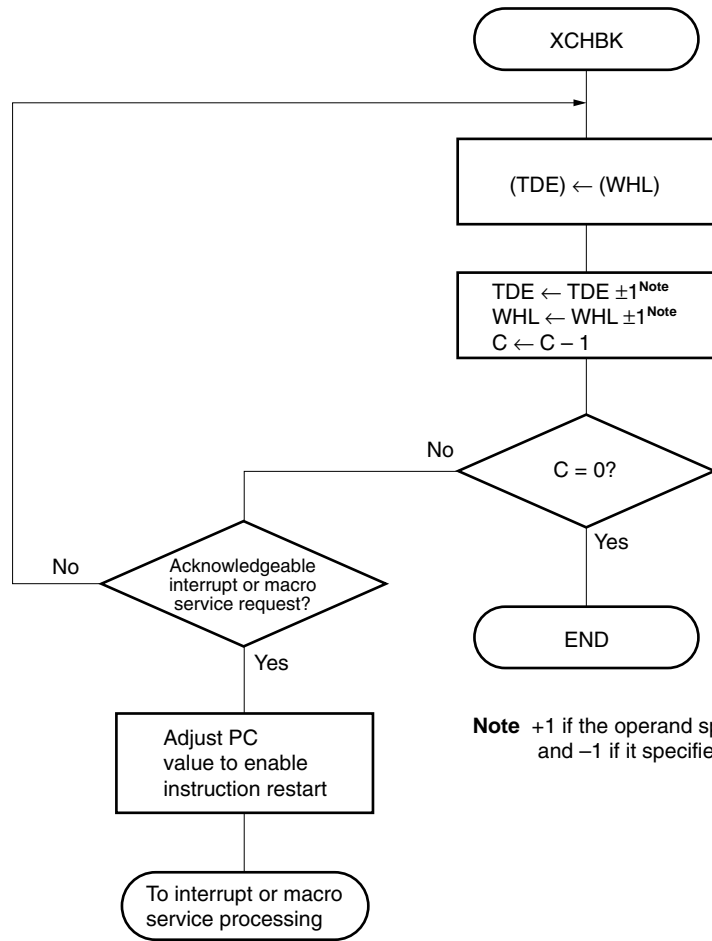 XCHBK
(TDE) ← (WHL)
TDE ← TDE ±1Note
WHL ← WHL ±1Note
C ← C – 1
No
C = 0?
Yes
No
Acknowledgeable
interrupt or macro
service request?
Yes
END
Adjust PC
value to enable
instruction restart
Note +1 if the operand
and –1 if it
To interrupt or macro
service processing